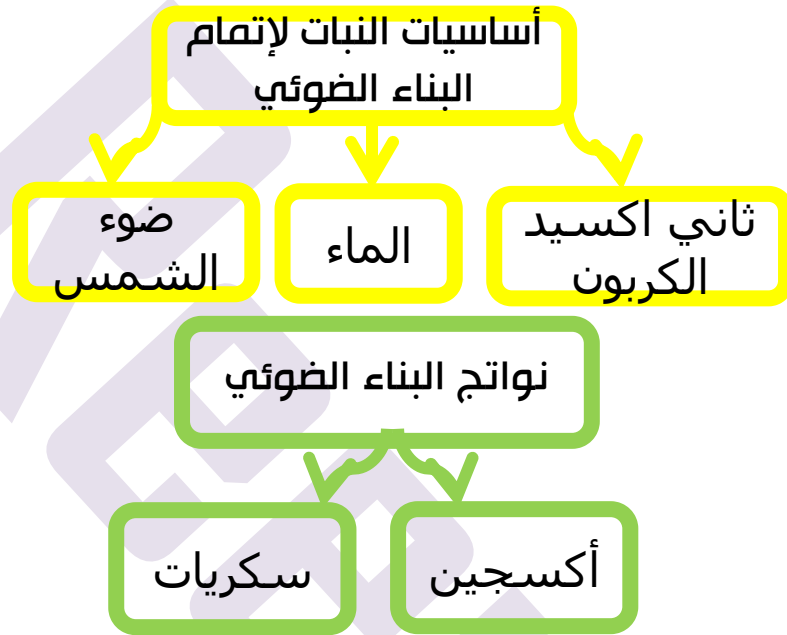 أساسيات النبات لإتمام
البناء الضوئي
ثاني اكسيد
الكربون
الماء
ضوء
الشمس
نواتج البناء الضوئي
أكسجين
سكريات